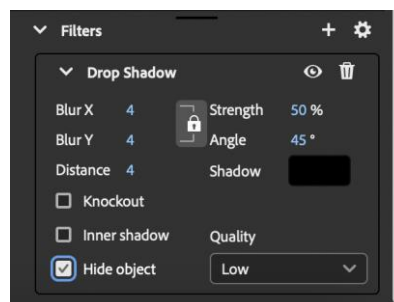 Filters
Drop Shadow
Blur X 4 Strength 50 %
Blur Y 4 Angle 45 °
Distance 4 Shadow
Knockout
Inner shadow Quality
Hide object Low